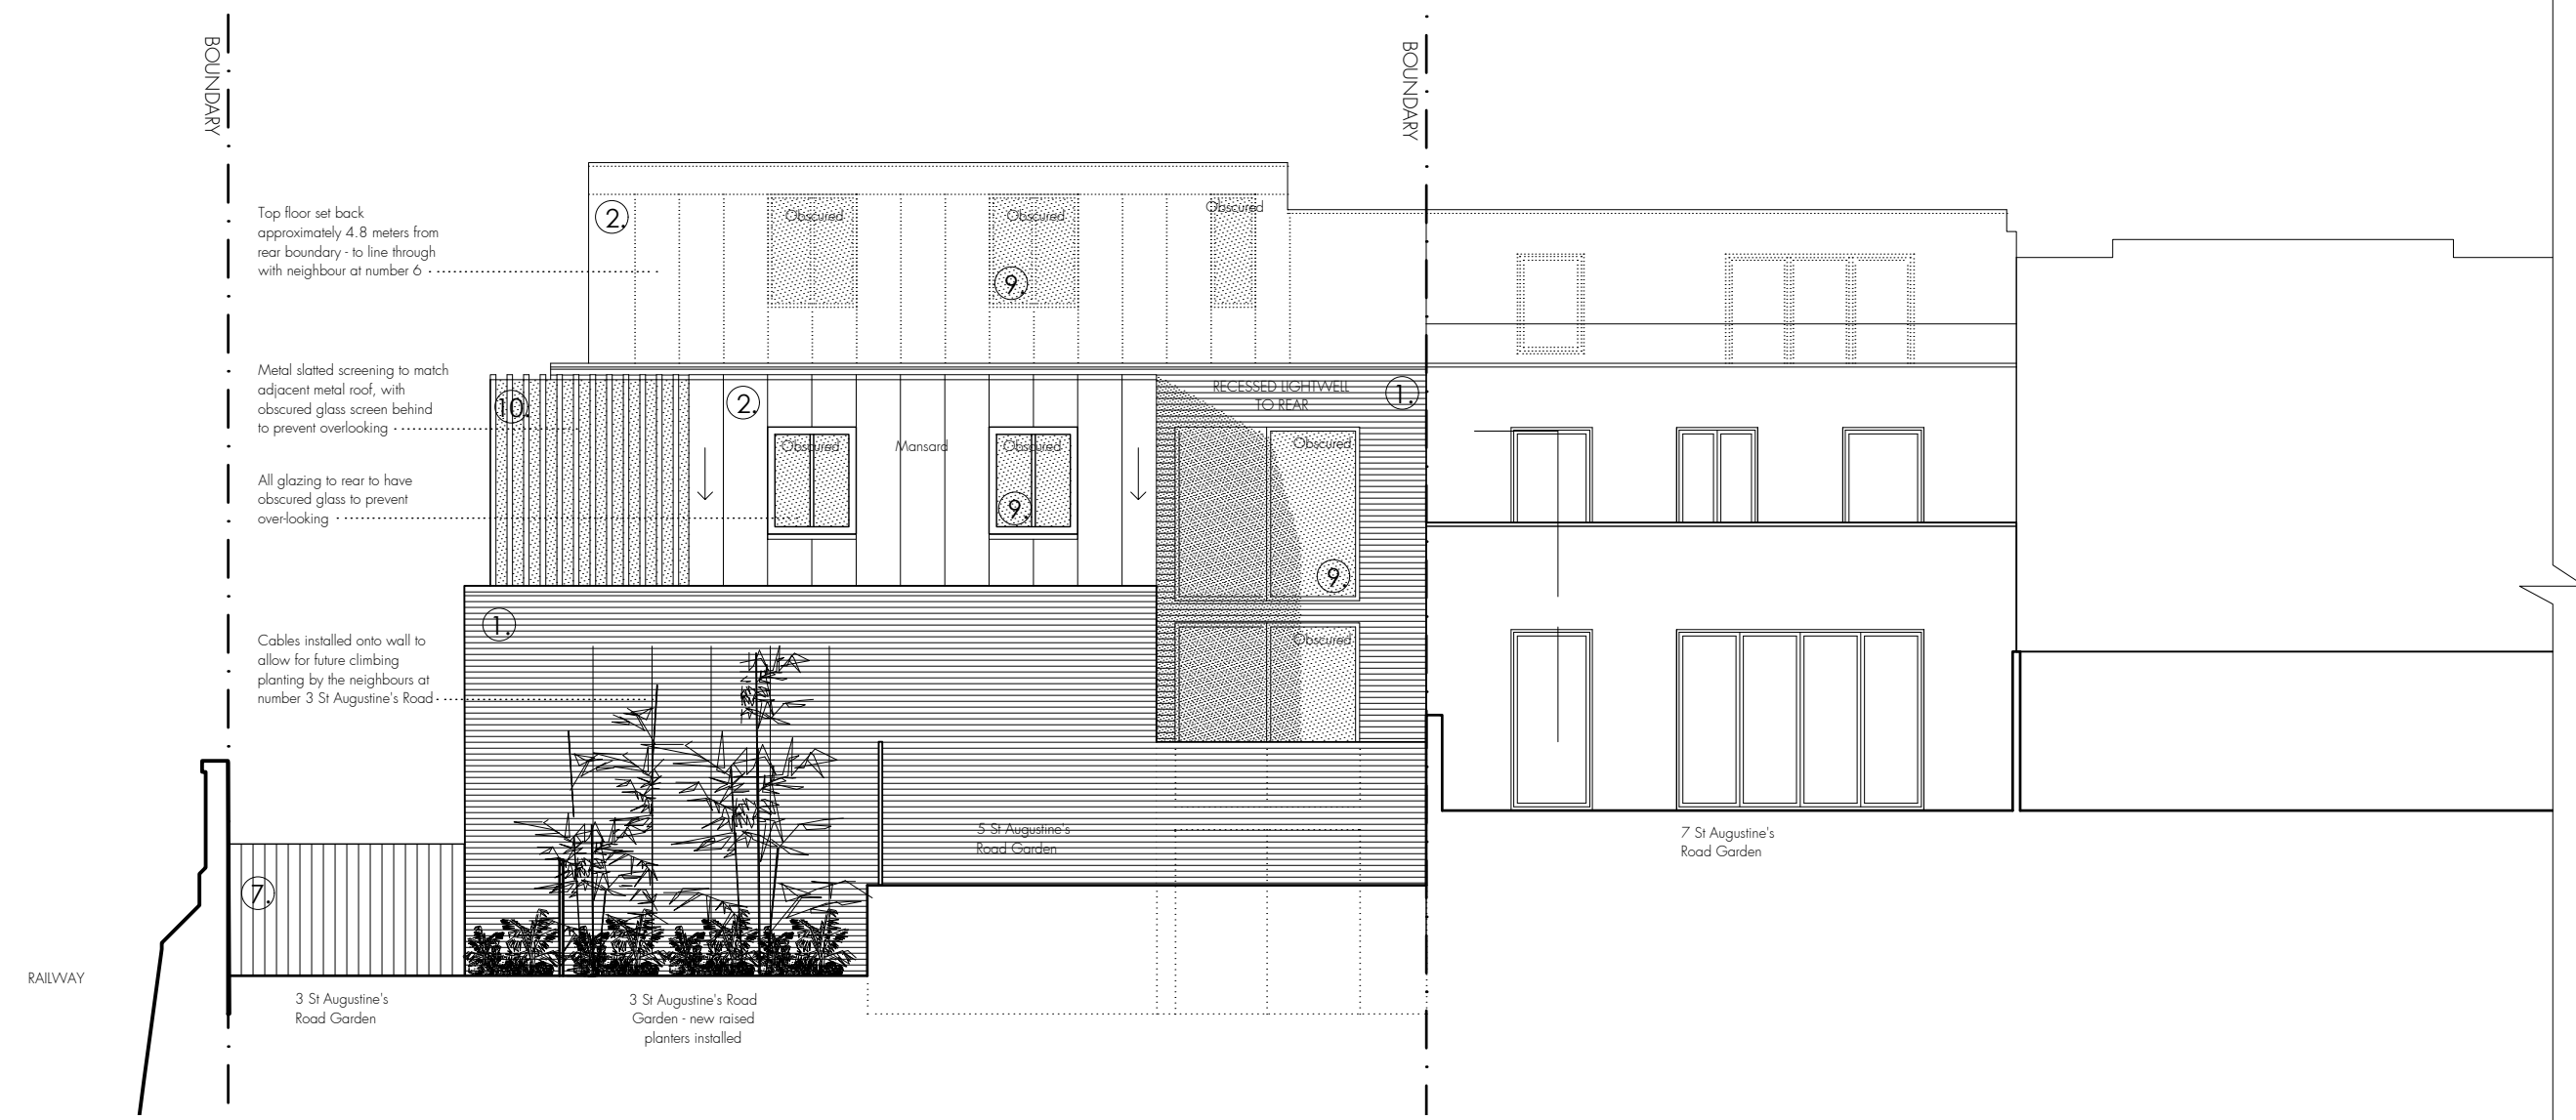 BOUNDARY
BOUNDARY
Top floor set back
approximately 4.8 meters from
rear boundary - to line through
with neighbour at number 6
2.
Obscured
Obscured
Obscured
9.
Metal slatted screening to match
adjacent metal roof, with
obscured glass screen behind
to prevent overlooking
10.
2.
RECESSED LIGHTWELL
TO REAR
1.
Obscured
Mansard
Obscured
Obscured
All glazing to rear to have
obscured glass to prevent
over-looking
9.
9.
1.
Obscured
Cables installed onto wall to
allow for future climbing
planting by the neighbours at
number 3 St Augustine's Road
5 St Augustine's
Road Garden
7 St Augustine's
Road Garden
7.
RAILWAY
3 St Augustine's
Road Garden
3 St Augustine's Road
Garden - new raised
planters installed